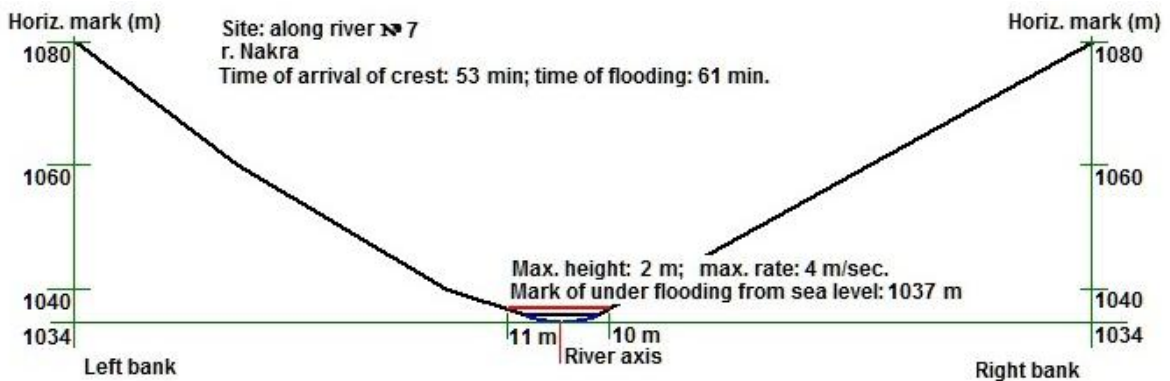 Horiz. mark (m)
Horiz. mark (m)
Site: along river № 7
r. Nakra
Time of arrival of crest: 53 min; time of flooding: 61 min.
1080
1080
1060
1060
Max. height: 2 m; max. rate: 4 m/sec.
Mark of under flooding from sea level: 1037 m
1040
1040
1034
11 m
10 m
1034
River axis
Left bank
Right bank